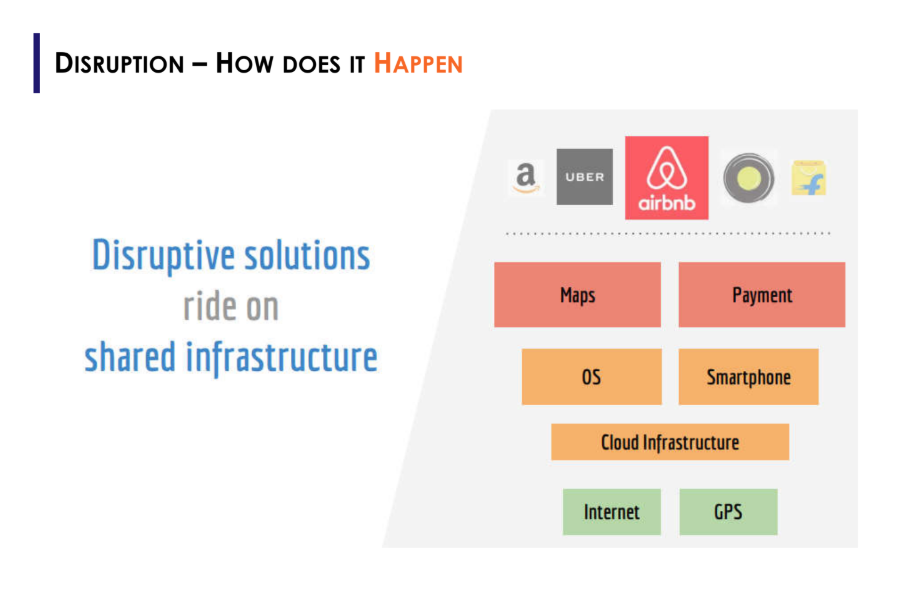 DISRUPTION – HOW DOES IT HAPPEN
a UBER airbnb f
Disruptive solutions
ride on
shared infrastructure
Maps Payment
OS Smartphone
Cloud Infrastructure
Internet GPS